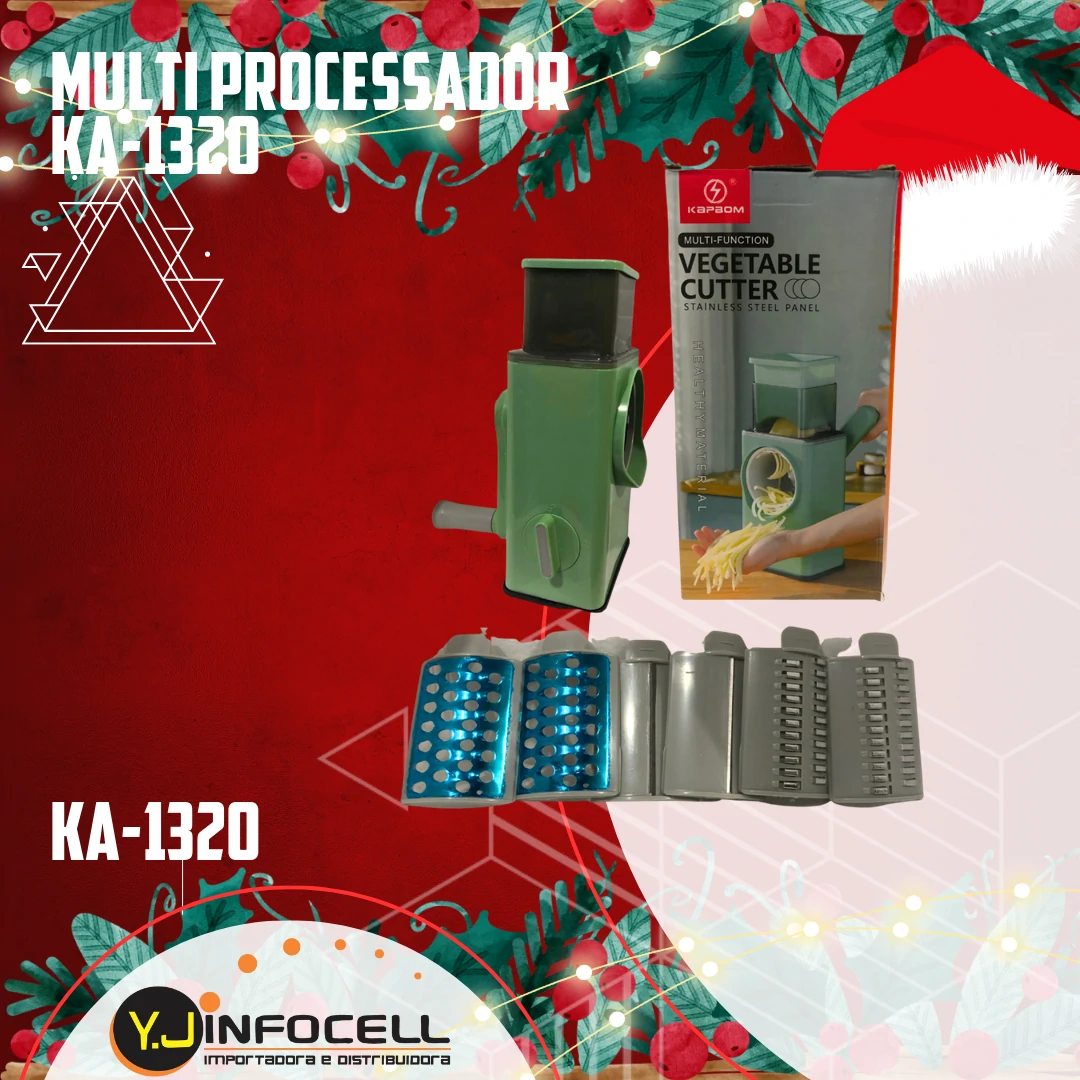 MULTI PROCESSADOR
KA-1320
KAPBOM
®
MULTI-FUNCTION
VEGETABLE
CUTTER
STAINLESS STEEL PANEL
HEALTHY MATERIAL
KA-1320
Y.J INFOCELL
IMPORTADORA E DISTRIBUIDORA